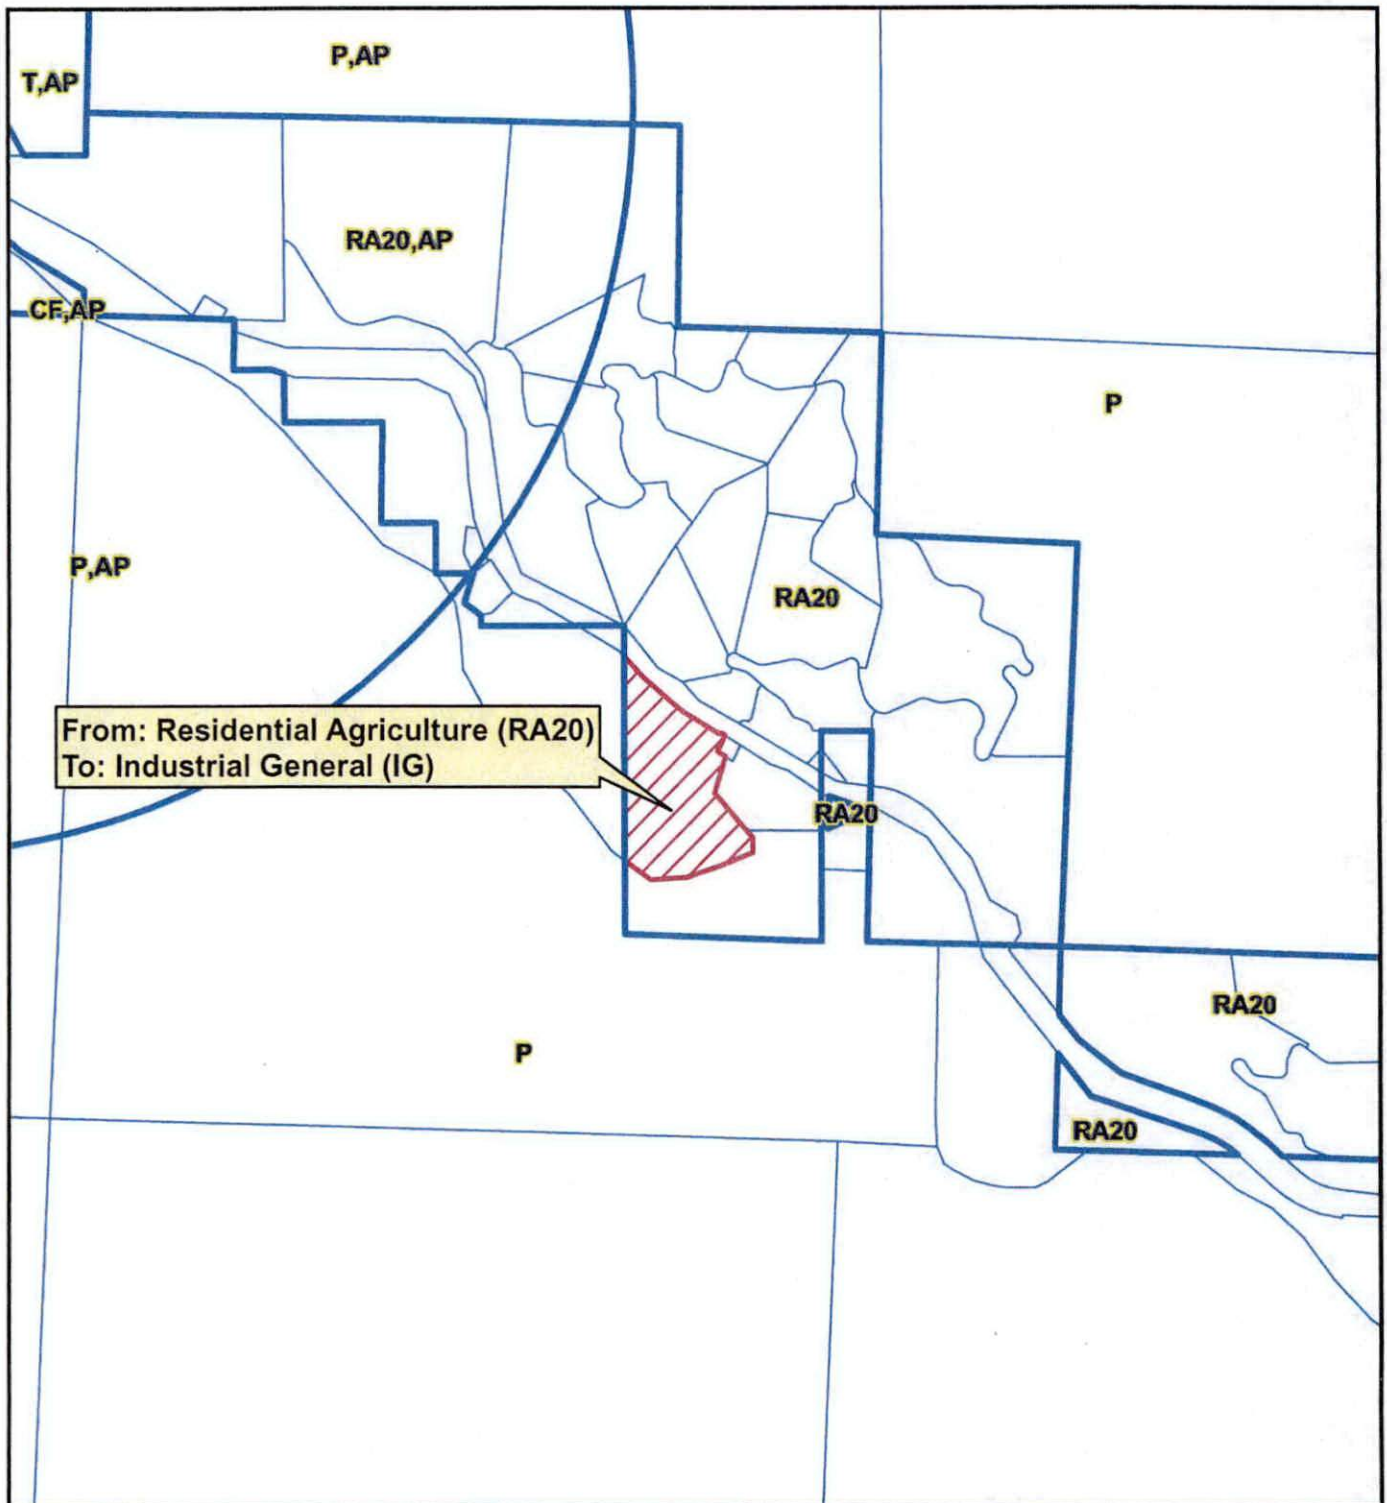 P,AP
T,AP
RA20,AP
CF,AP
P
P,AP
RA20
From: Residential Agriculture (RA20)
To: Industrial General (IG)
RA20
RA20
P
RA20